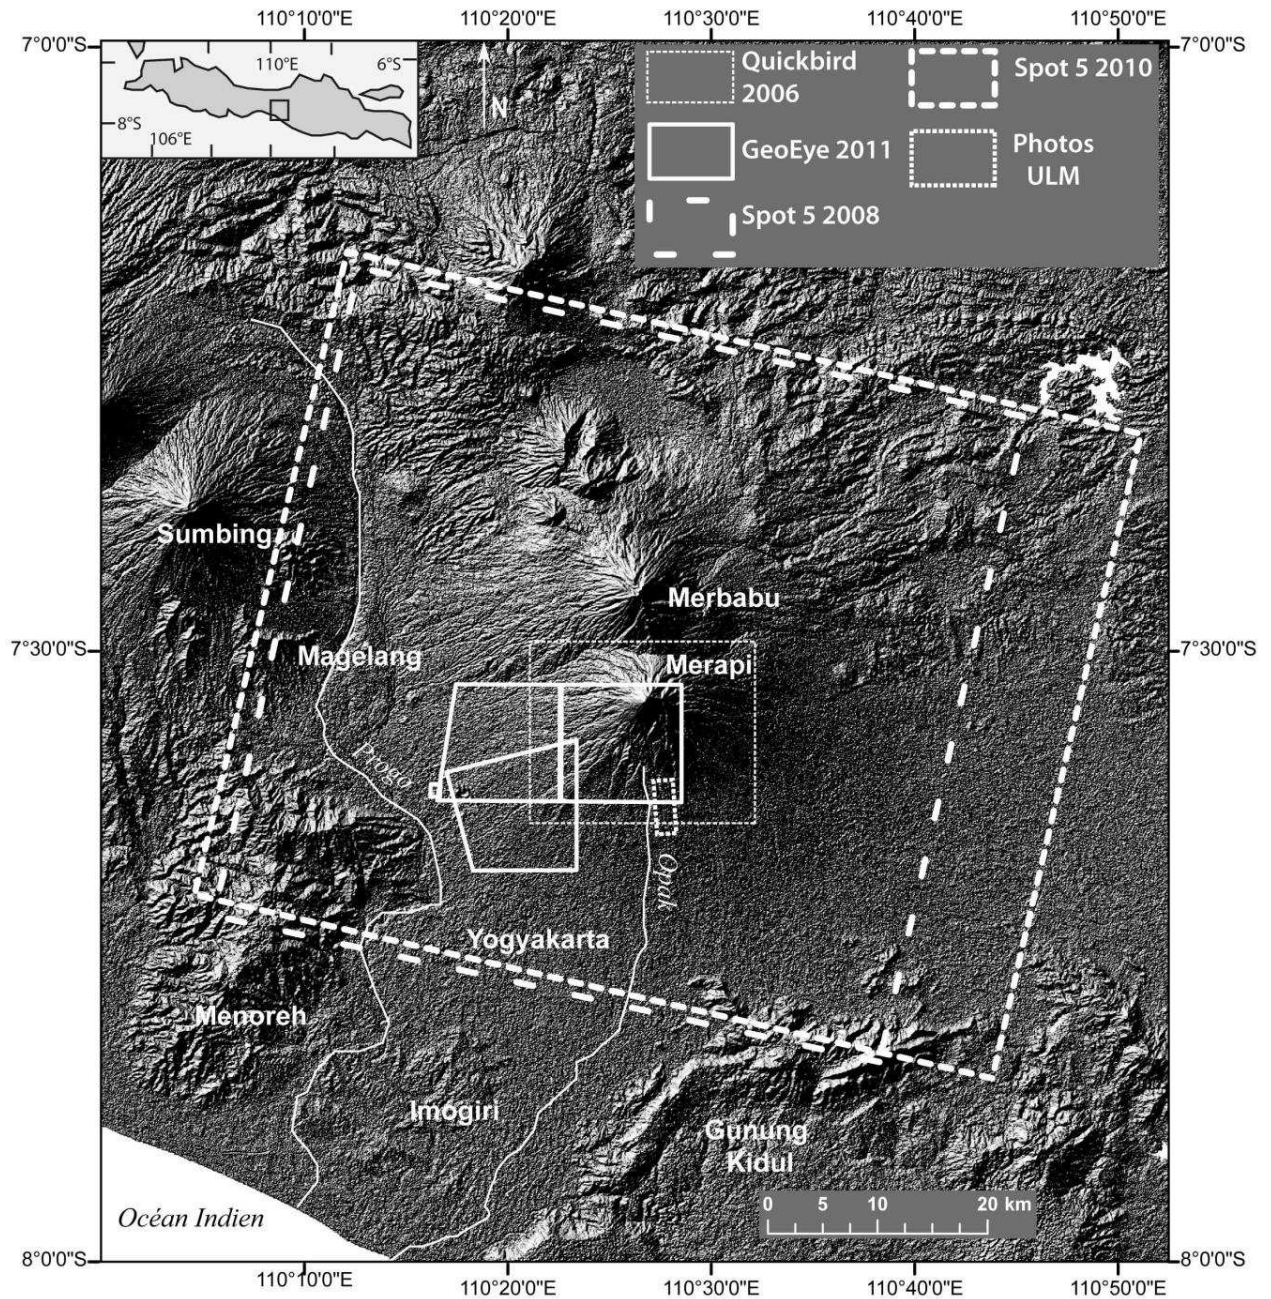 110°10'0"E
110°20'0"E
110°30'0"E
110°40'0"E
110°50'0"E
7°0'0"S
7°0'0"S
110°E
6°S
8°S
106°E
N
Quickbird
2006
Spot 5 2010
GeoEye 2011
Photos
ULM
Spot 5 2008
Sumbing
Merbabu
7°30'0"S
7°30'0"S
Magelang
Merapi
Progo
Opak
Yogyakarta
Menoreh
Imogiri
Gunung
Kidul
0 5 10 20 km
Océan Indien
8°0'0"S
8°0'0"S
110°10'0"E
110°20'0"E
110°30'0"E
110°40'0"E
110°50'0"E